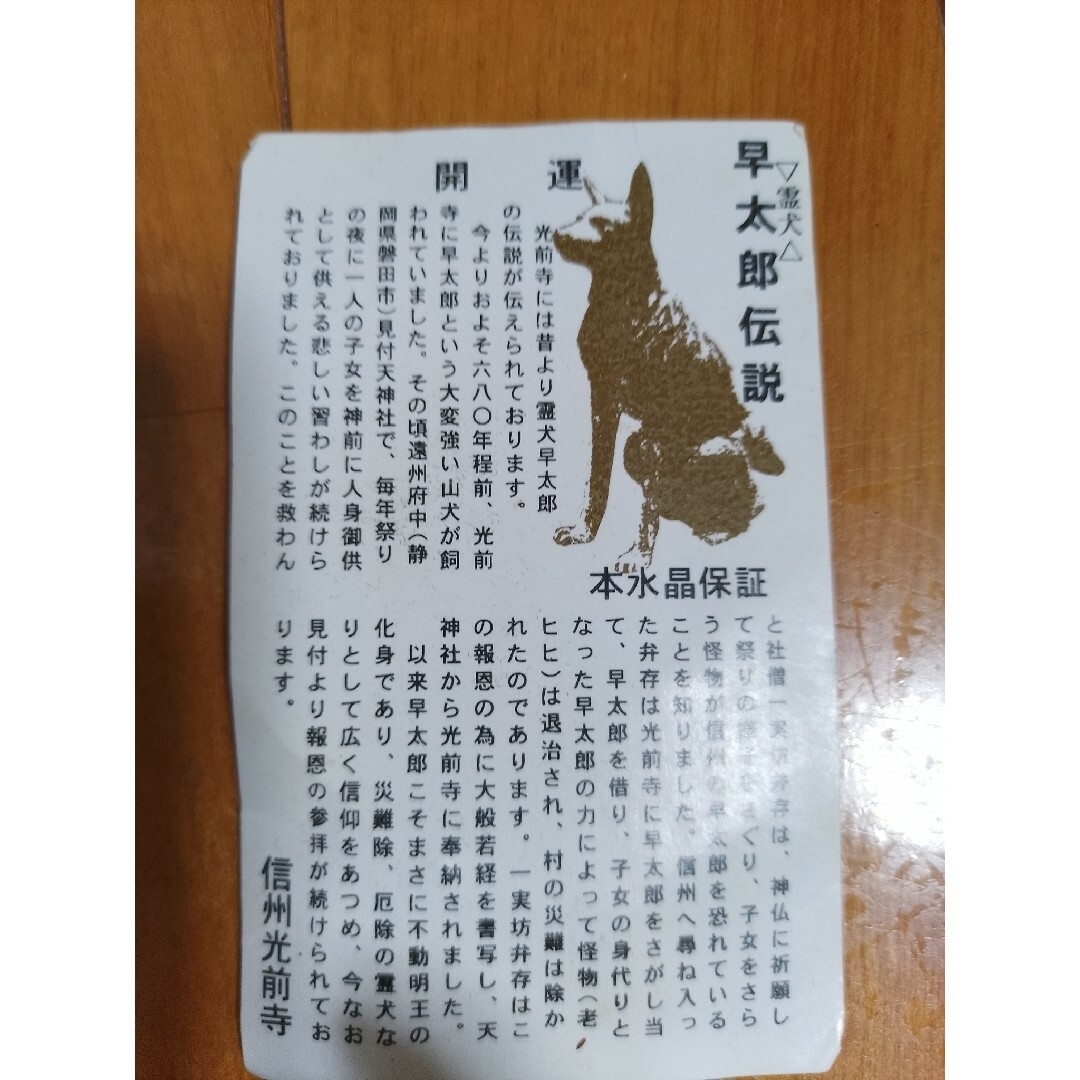 ▽霊犬△
早太郎伝説
開運
光前寺には昔より霊犬早太郎
の伝説が伝えられております。
今よりおよそ六八〇年程前、光前
寺に早太郎という大変強い山犬が飼
われていました。その頃遠州府中(静
岡県磐田市)見付天神社で、毎年祭り
の夜に一人の子女を神前に人身御供
として供える悲しい習わしが続けら
れておりました。このことを救わん
本水晶保証
と社僧一実坊弁存は、神仏に祈願し
て祭りの様子をさぐり、子女をさら
う怪物が信州の早太郎を恐れている
ことを知りました。信州へ尋ね入っ
た弁存は光前寺に早太郎をさがし当
て、早太郎を借り、子女の身代りと
なった早太郎の力によって怪物(老
ヒヒ)は退治され、村の災難は除か
れたのであります。一実坊弁存はこ
の報恩の為に大般若経を書写し、天
神社から光前寺に奉納されました。
以来早太郎こそまさに不動明王の
化身であり、災難除、厄除の霊犬な
りとして広く信仰をあつめ、今なお
見付より報恩の参拝が続けられてお
ります。
信州光前寺